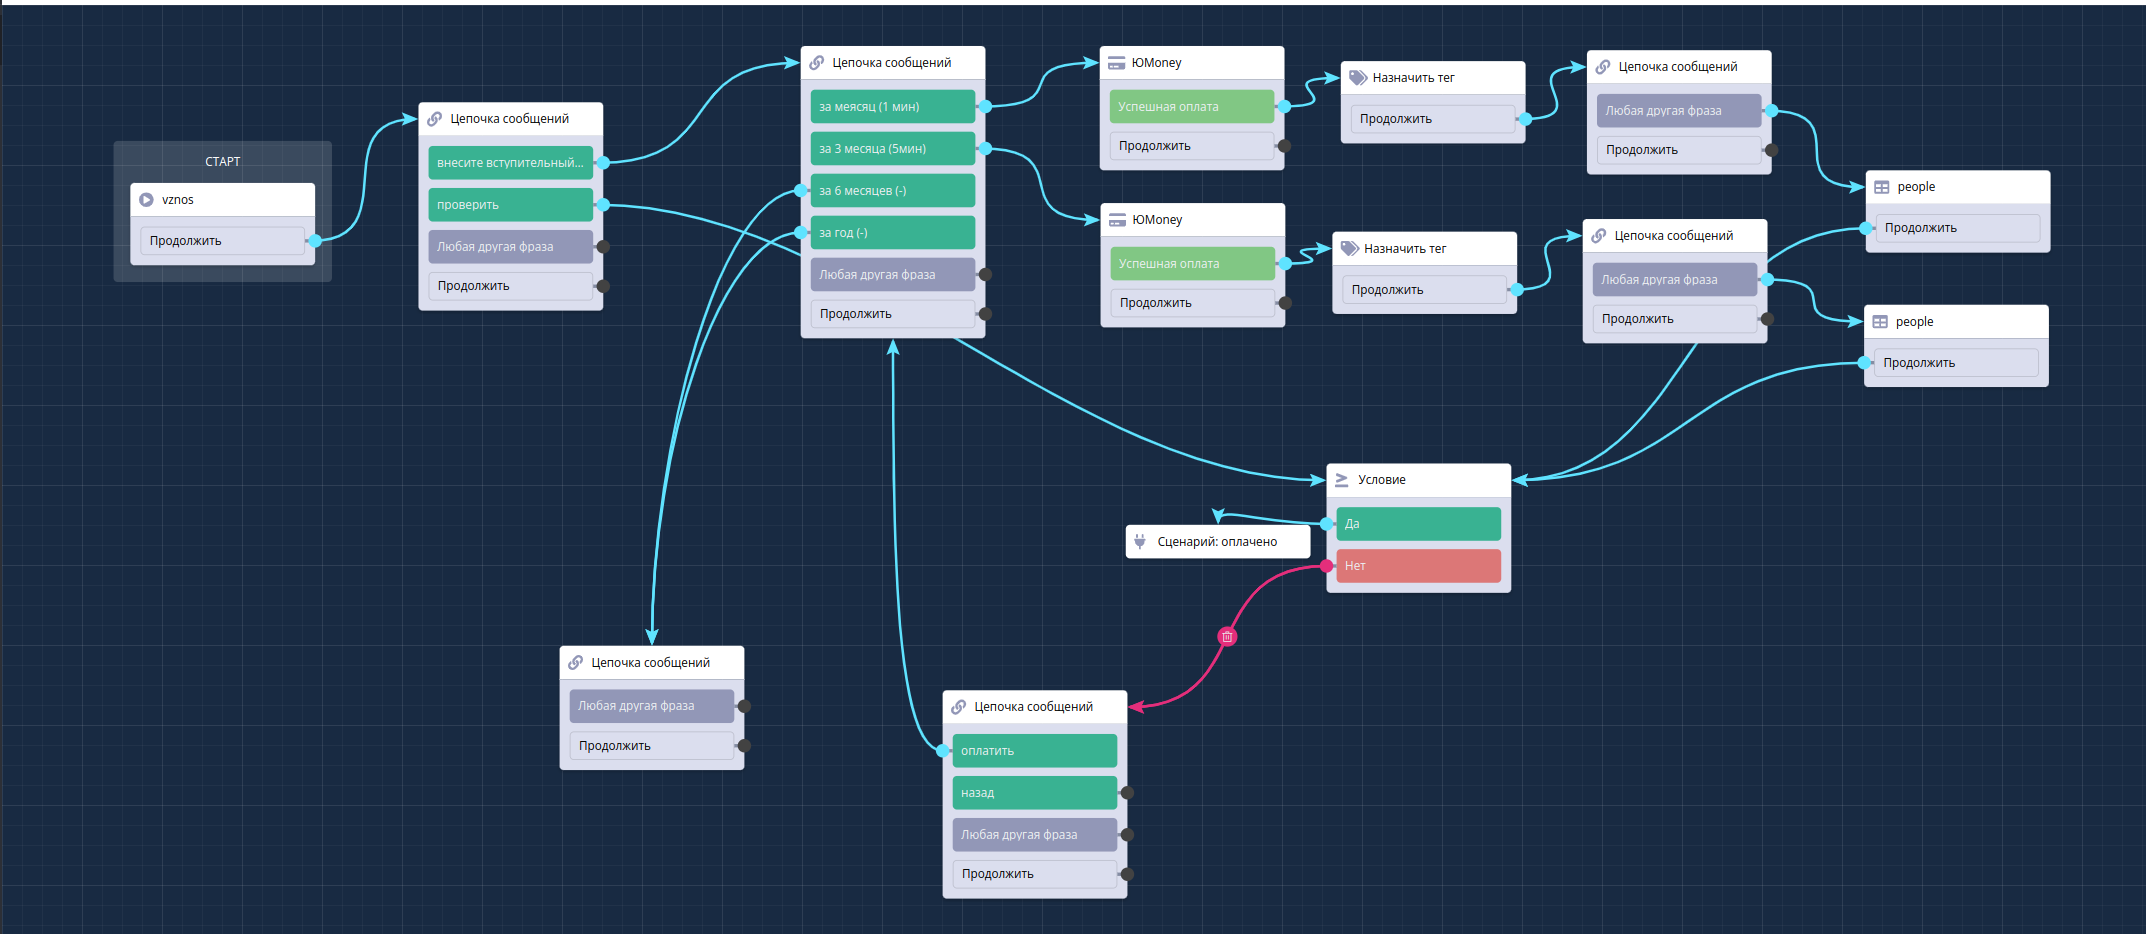 СТАРТ
vznos
Продолжить
Цепочка сообщений
внесите вступительный...
проверить
Любая другая фраза
Продолжить
Цепочка сообщений
за меясяц (1 мин)
за 3 месяца (5мин)
за 6 месяцев (-)
за год (-)
Любая другая фраза
Продолжить
ЮMoney
Успешная оплата
Продолжить
Назначить тег
Продолжить
Цепочка сообщений
Любая другая фраза
Продолжить
people
Продолжить
ЮMoney
Успешная оплата
Продолжить
Назначить тег
Продолжить
Цепочка сообщений
Любая другая фраза
Продолжить
people
Продолжить
Условие
Да
Нет
Сценарий: оплачено
Цепочка сообщений
Любая другая фраза
Продолжить
Цепочка сообщений
оплатить
назад
Любая другая фраза
Продолжить